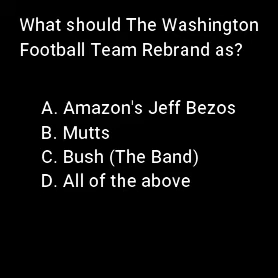 What should The Washington
Football Team Rebrand as?
A. Amazon's Jeff Bezos
B. Mutts
C. Bush (The Band)
D. All of the above